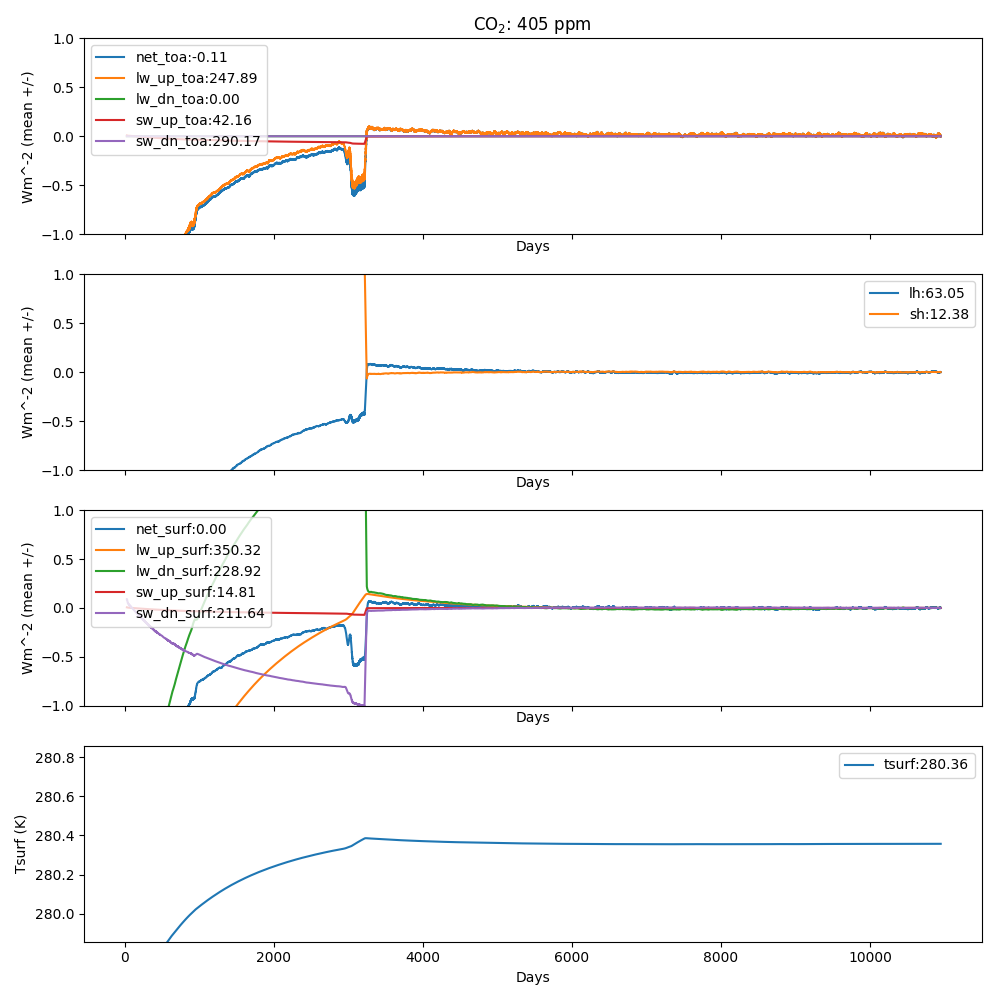 CO₂: 405 ppm
1.0
0.5
0.0
−0.5
−1.0
Wm^-2 (mean +/-)
net_toa:-0.11
lw_up_toa:247.89
lw_dn_toa:0.00
sw_up_toa:42.16
sw_dn_toa:290.17
Days
1.0
0.5
0.0
−0.5
−1.0
Wm^-2 (mean +/-)
lh:63.05
sh:12.38
Days
1.0
0.5
0.0
−0.5
−1.0
Wm^-2 (mean +/-)
net_surf:0.00
lw_up_surf:350.32
lw_dn_surf:228.92
sw_up_surf:14.81
sw_dn_surf:211.64
Days
280.8
280.6
280.4
280.2
280.0
Tsurf (K)
tsurf:280.36
0 2000 4000 6000 8000 10000
Days